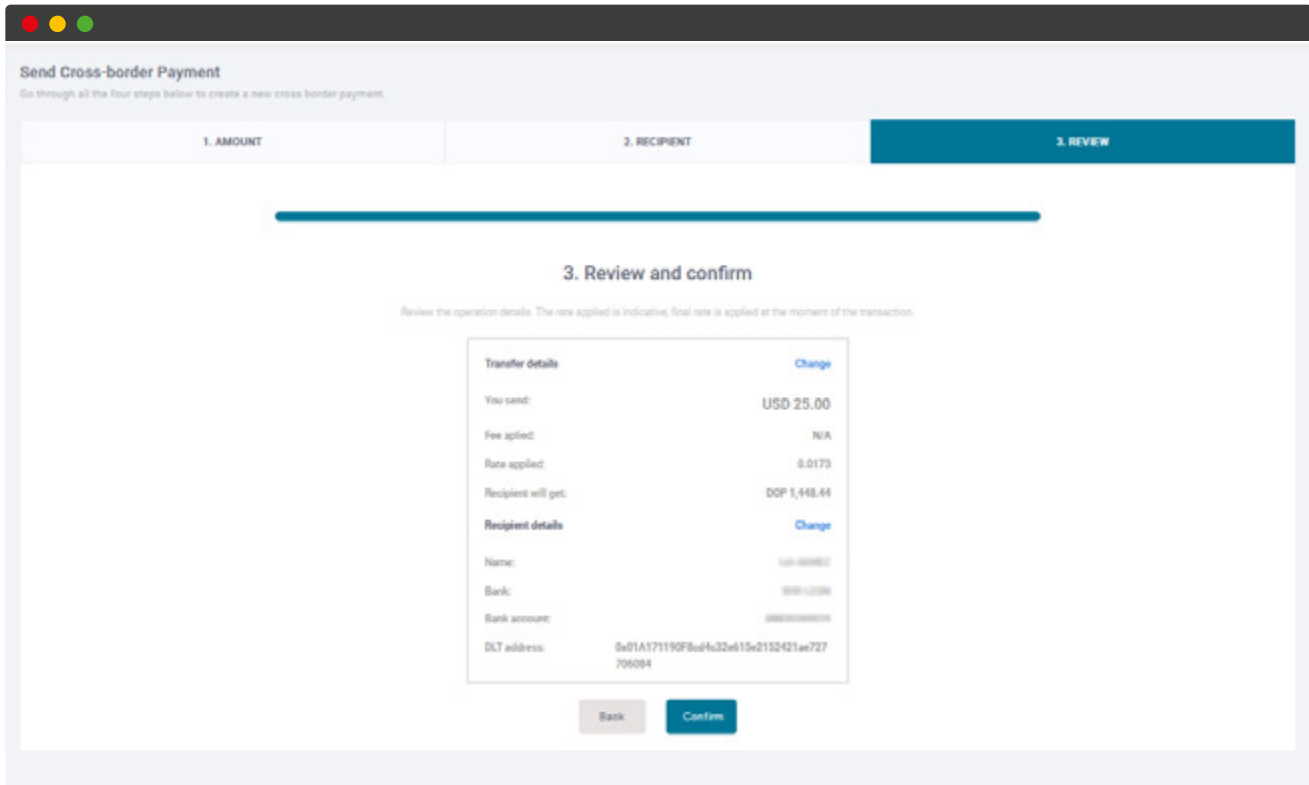 Send Cross-border Payment
Go through all the four steps below to create a new cross border payment.
1. AMOUNT
2. RECIPIENT
3. REVIEW
3. Review and confirm
Review the operation details. The rate applied is indicative, final rate is applied at the moment of the transaction.
Transfer details Change
You send: USD 25.00
Fee aplied: N/A
Rate applied: 0.0173
Recipient will get: DOP 1,448.44
Recipient details Change
Name:
Bank:
Bank account:
DLT address:
706084
Back Confirm